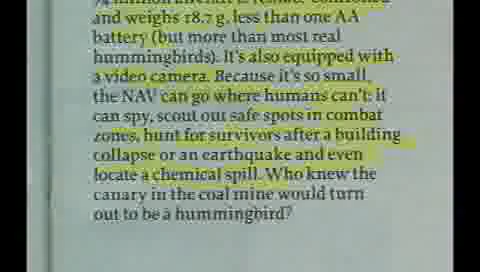 and weighs 18.7 g, less than one AA
battery (but more than most real
hummingbirds). It's also equipped with
a video camera. Because it's so small,
the NAV can go where humans can't: it
can spy, scout out safe spots in combat
zones, hunt for survivors after a building
collapse or an earthquake and even
locate a chemical spill. Who knew the
canary in the coal mine would turn
out to be a hummingbird?